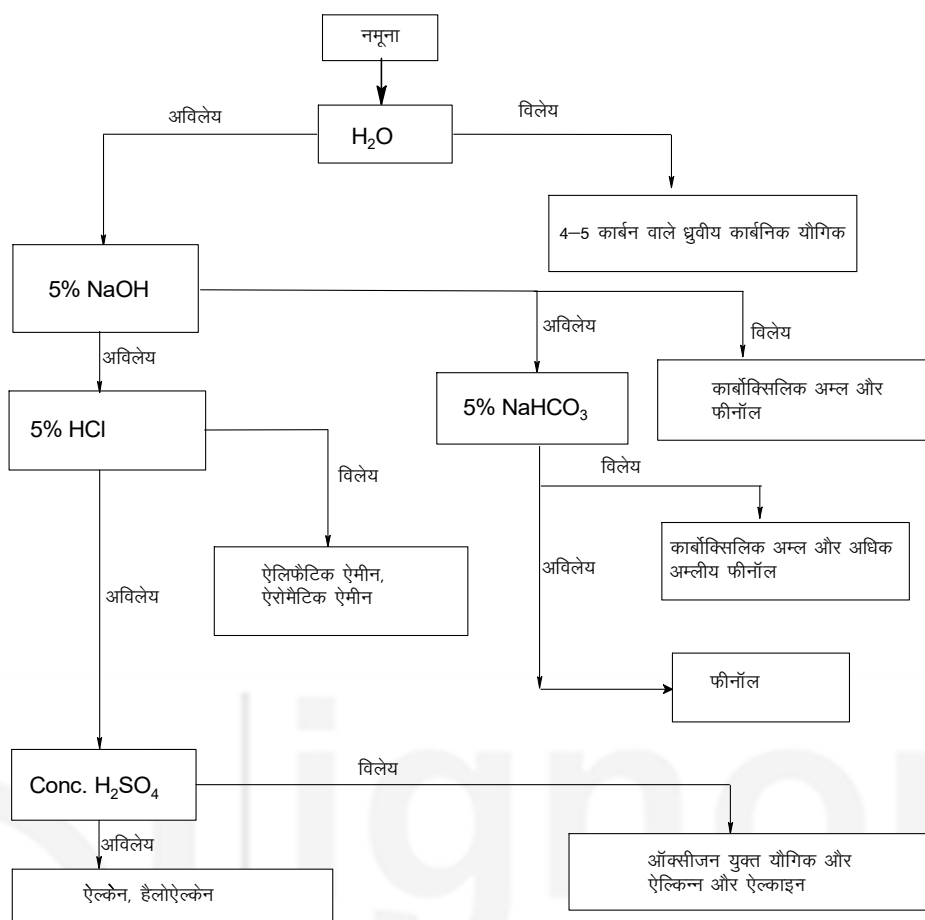 नमूना
अविलेय
विलेय
H₂O
4–5 कार्बन वाले ध्रुवीय कार्बनिक यौगिक
5% NaOH
अविलेय
अविलेय
विलेय
5% HCl
5% NaHCO₃
कार्बोक्सिलिक अम्ल और
फीनॉल
विलेय
विलेय
ऐलिफैटिक ऐमीन,
ऐरोमैटिक ऐमीन
अविलेय
कार्बोक्सिलिक अम्ल और अधिक
अम्लीय फीनॉल
अविलेय
फीनॉल
Conc. H₂SO₄
विलेय
अविलेय
ऐल्केन, हैलोऐल्केन
ऑक्सीजन युक्त यौगिक और
ऐल्किन्न और ऐल्काइन
ignou